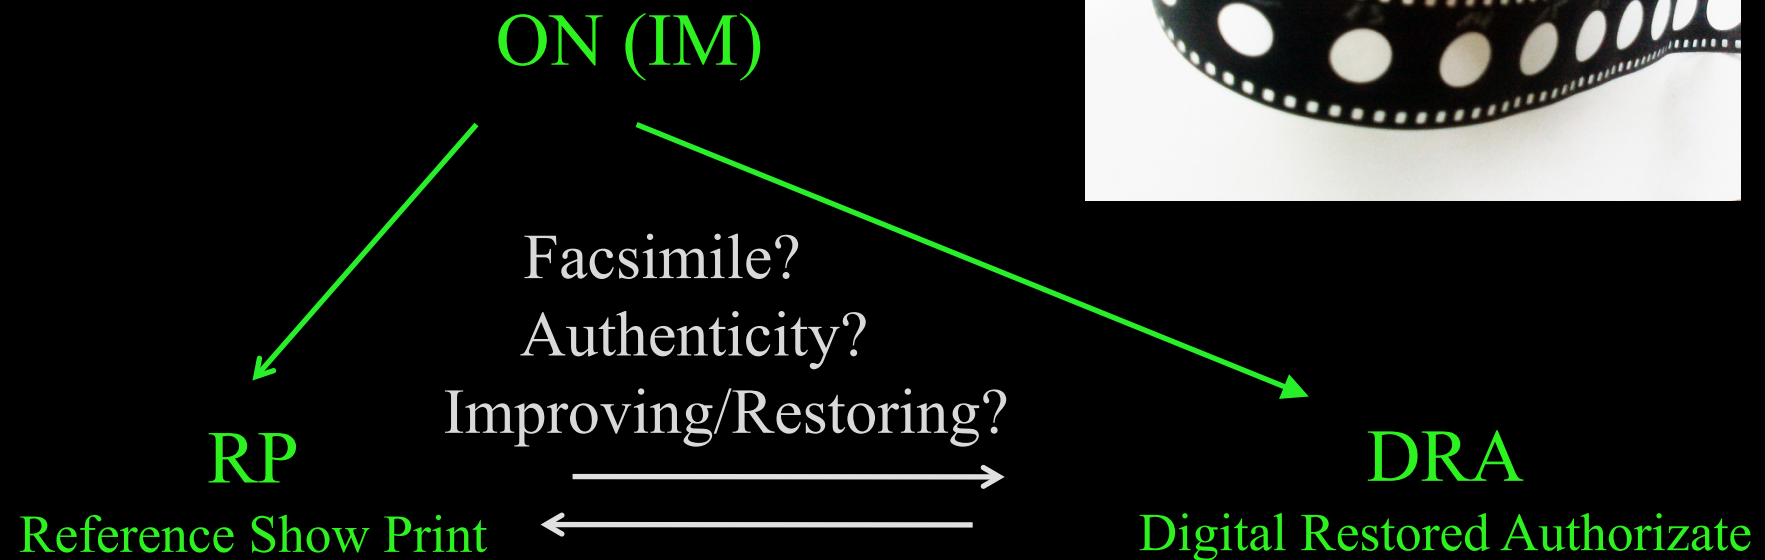 ON (IM)
Facsimile?
Authenticity?
Improving/Restoring?
RP
DRA
Reference Show Print
Digital Restored Authorizate